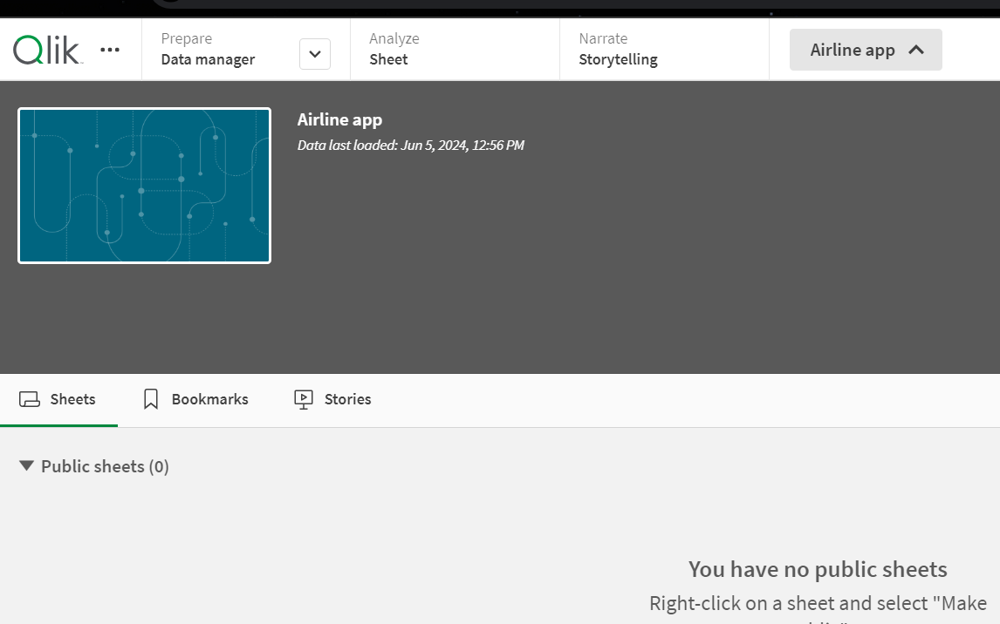 Qlik
Prepare
Data manager
Analyze
Sheet
Narrate
Storytelling
Airline app
Airline app
Data last loaded: Jun 5, 2024, 12:56 PM
Sheets
Bookmarks
Stories
Public sheets (0)
You have no public sheets
Right-click on a sheet and select "Make